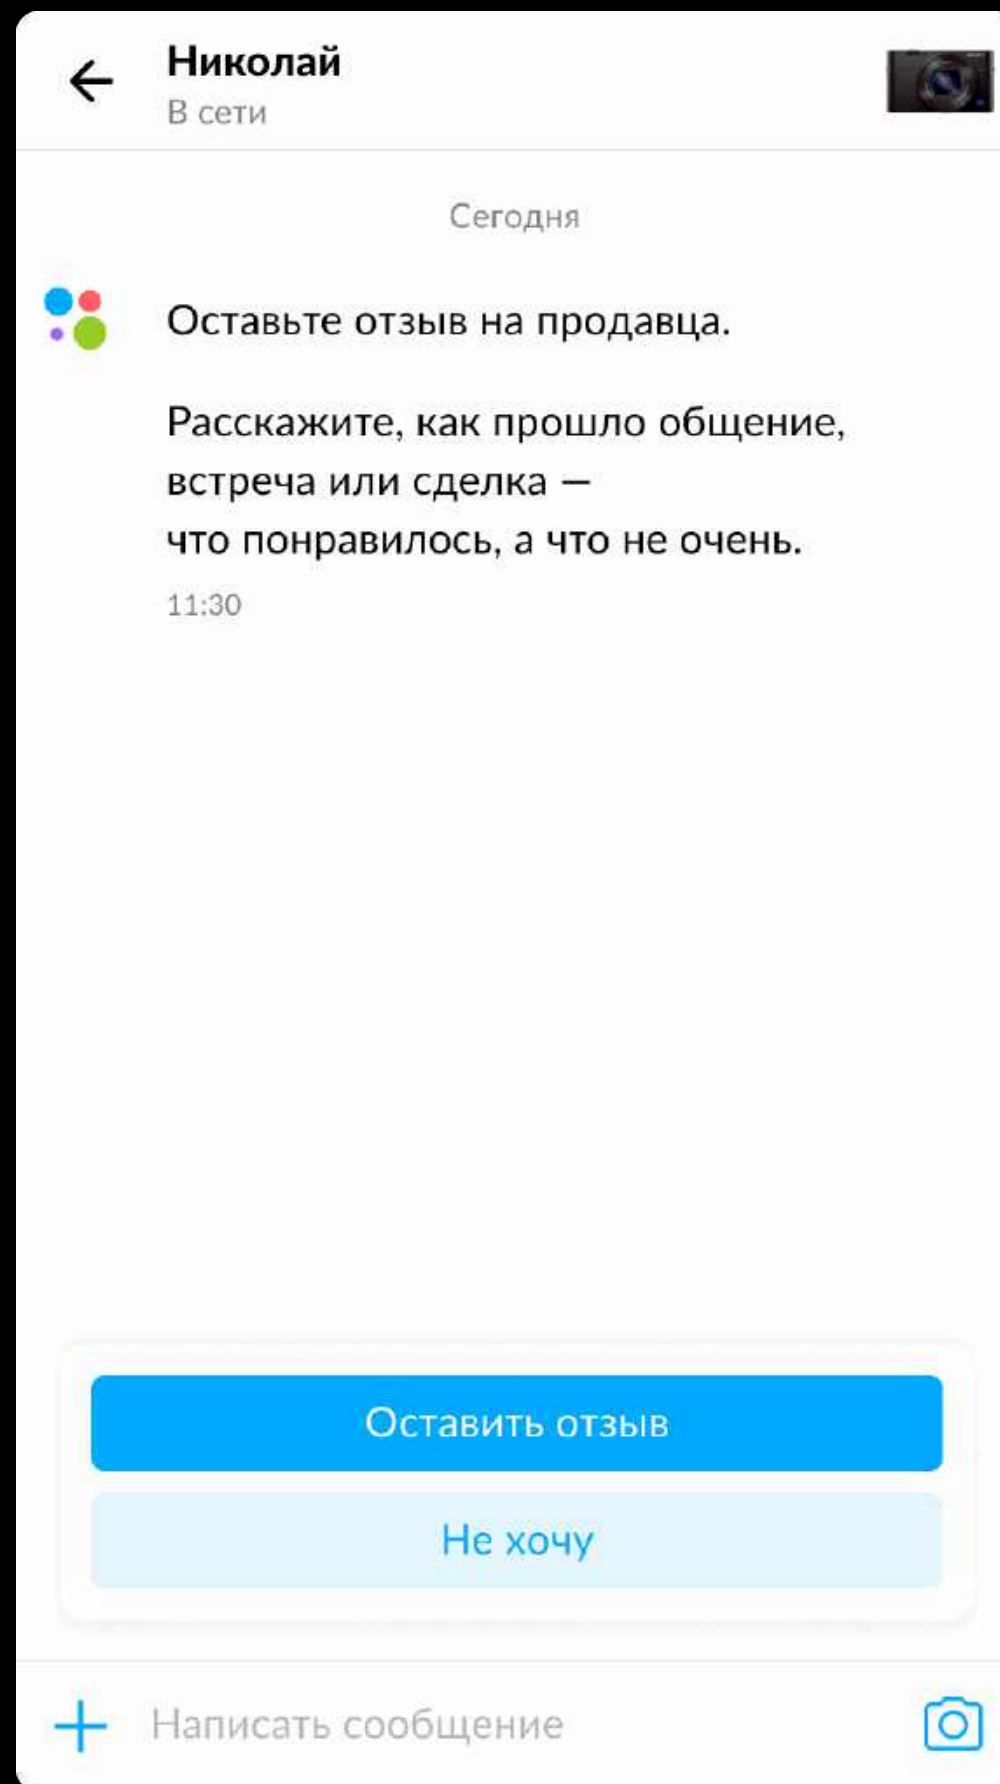 Николай
В сети
Сегодня
Оставьте отзыв на продавца.
Расскажите, как прошло общение,
встреча или сделка —
что понравилось, а что не очень.
11:30
Оставить отзыв
Не хочу
Написать сообщение